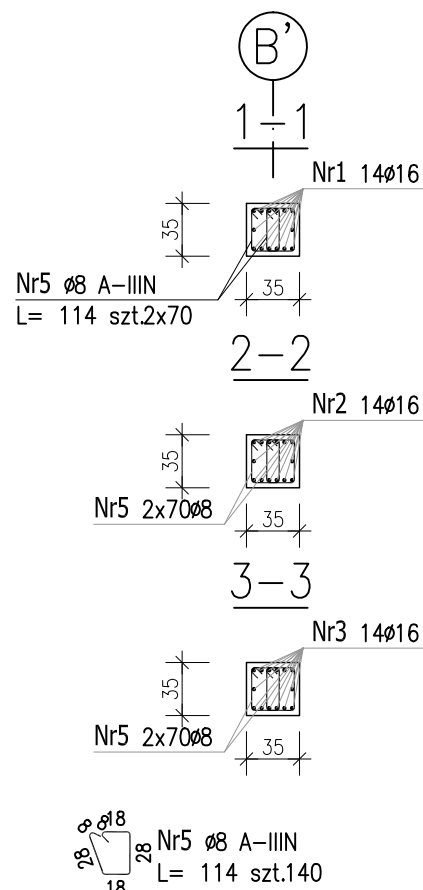 B'
1-1
Nr1 14ø16
35
Nr5 ø8 A-IIIN
L= 114 szt.2x70
35
2-2
Nr2 14ø16
35
Nr5 2x70ø8
35
3-3
Nr3 14ø16
35
Nr5 2x70ø8
35
8 8 18
28 28
18
Nr5 ø8 A-IIIN
L= 114 szt.140